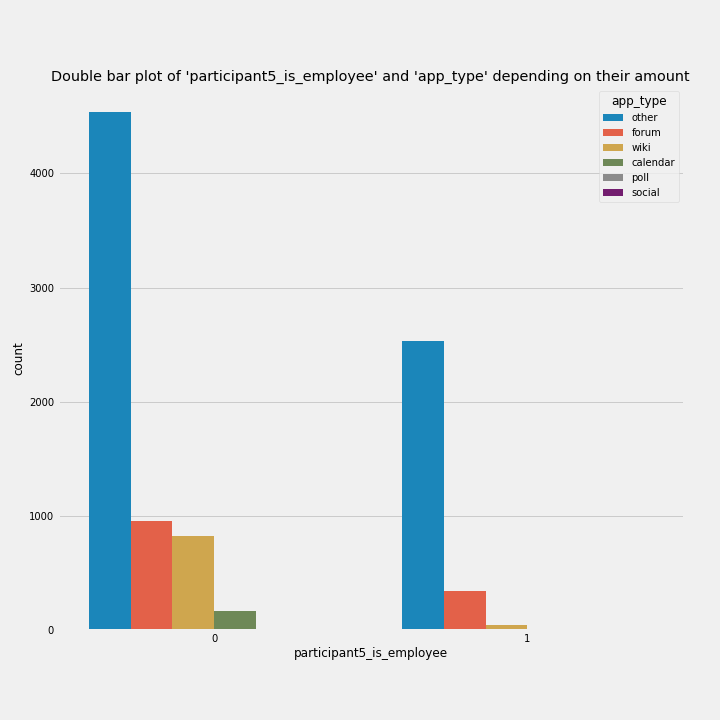 Double bar plot of 'participant5_is_employee' and 'app_type' depending on their amount
app_type
other
forum
wiki
calendar
poll
social
4000
3000
2000
1000
0
count
0 1
participant5_is_employee